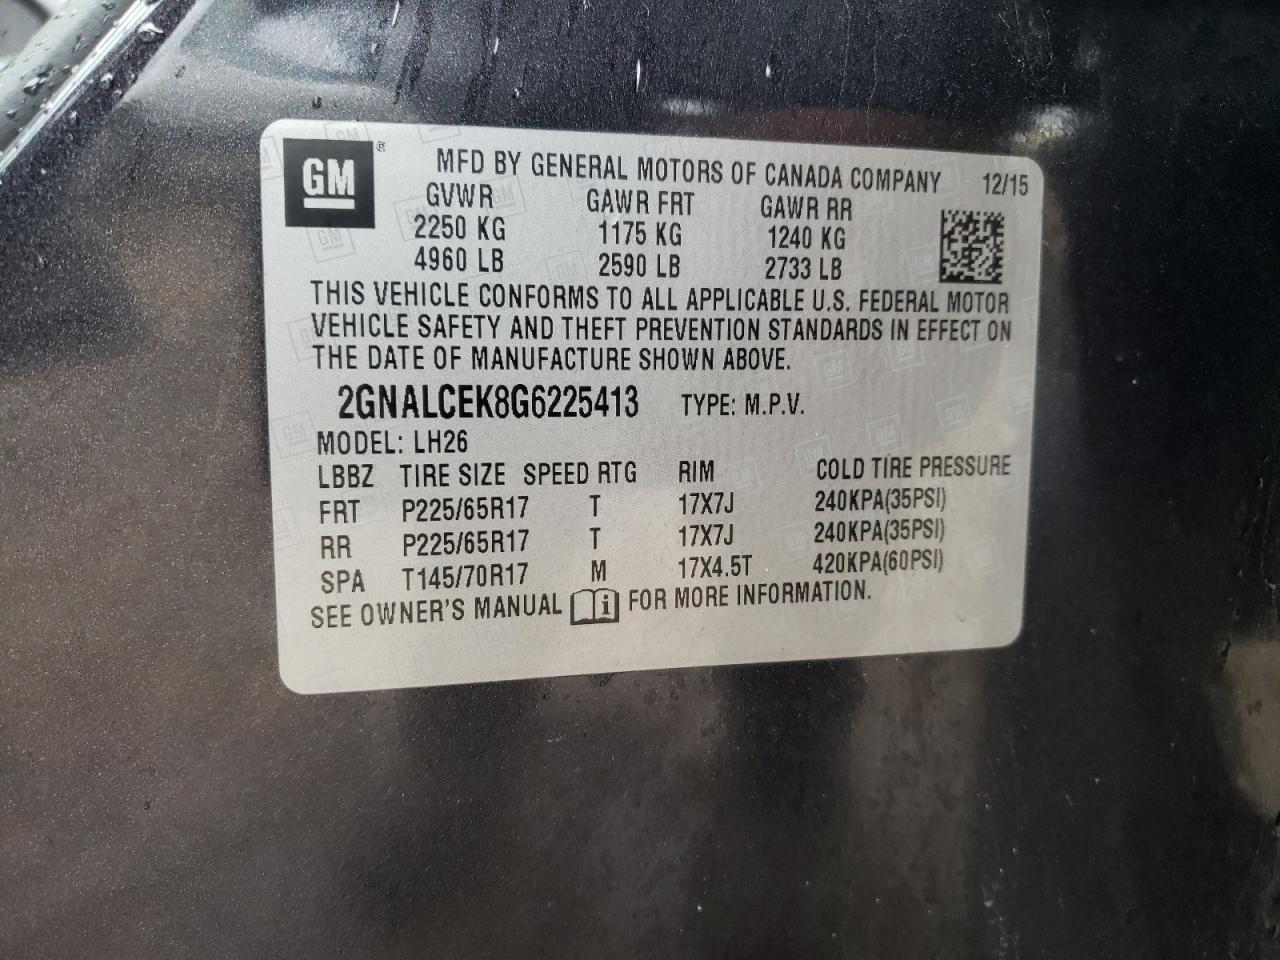 GM ®
MFD BY GENERAL MOTORS OF CANADA COMPANY 12/15
GVWR GAWR FRT GAWR RR
2250 KG 1175 KG 1240 KG
4960 LB 2590 LB 2733 LB
THIS VEHICLE CONFORMS TO ALL APPLICABLE U.S. FEDERAL MOTOR
VEHICLE SAFETY AND THEFT PREVENTION STANDARDS IN EFFECT ON
THE DATE OF MANUFACTURE SHOWN ABOVE.
2GNALCEK8G6225413 TYPE: M.P.V.
MODEL: LH26
LBBZ TIRE SIZE SPEED RTG RIM COLD TIRE PRESSURE
FRT P225/65R17 T 17X7J 240KPA(35PSI)
RR P225/65R17 T 17X7J 240KPA(35PSI)
SPA T145/70R17 M 17X4.5T 420KPA(60PSI)
SEE OWNER'S MANUAL i FOR MORE INFORMATION.